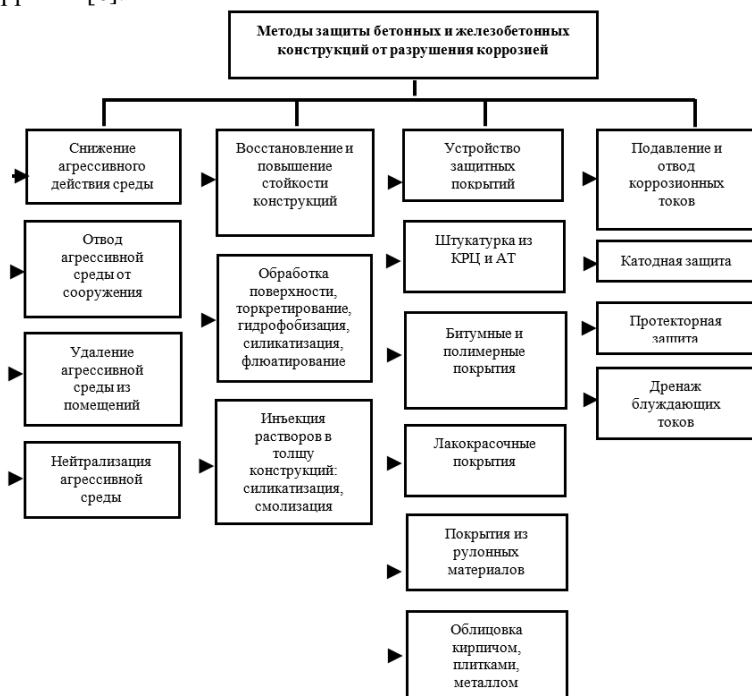 Методы защиты бетонных и железобетонных
конструкций от разрушения коррозией
Снижение
агрессивного
действия среды
Отвод
агрессивной
среды от
сооружения
Удаление
агрессивной
среды из
помещений
Нейтрализация
агрессивной
среды
Восстановление и
повышение
стойкости
конструкций
Обработка
поверхности,
торкретирование,
гидрофобизация,
силикатизация,
флюатирование
Инъекция
растворов в
толщу
конструкций:
силикатизация,
смолизация
Устройство
защитных
покрытий
Штукатурка из
КРЦ и АТ
Битумные и
полимерные
покрытия
Лакокрасочные
покрытия
Покрытия из
рулонных
материалов
Облицовка
кирпичом,
плитками,
металлом
Подавление и
отвод
коррозионных
токов
Катодная защита
Протекторная
защита
Дренаж
блуждающих
токов